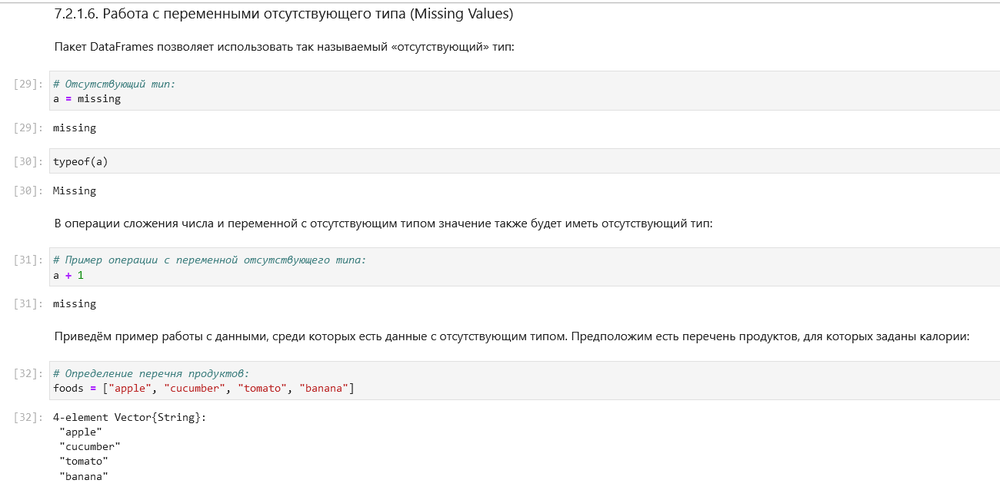 7.2.1.6. Работа с переменными отсутствующего типа (Missing Values)
Пакет DataFrames позволяет использовать так называемый «отсутствующий» тип:
[29]: # Отсутствующий тип:
a = missing
[29]: missing
[30]: typeof(a)
[30]: Missing
В операции сложения числа и переменной с отсутствующим типом значение также будет иметь отсутствующий тип:
[31]: # Пример операции с переменной отсутствующего типа:
a + 1
[31]: missing
Приведём пример работы с данными, среди которых есть данные с отсутствующим типом. Предположим есть перечень продуктов, для которых заданы калории:
[32]: # Определение перечня продуктов:
foods = ["apple", "cucumber", "tomato", "banana"]
[32]: 4-element Vector{String}:
"apple"
"cucumber"
"tomato"
"banana"